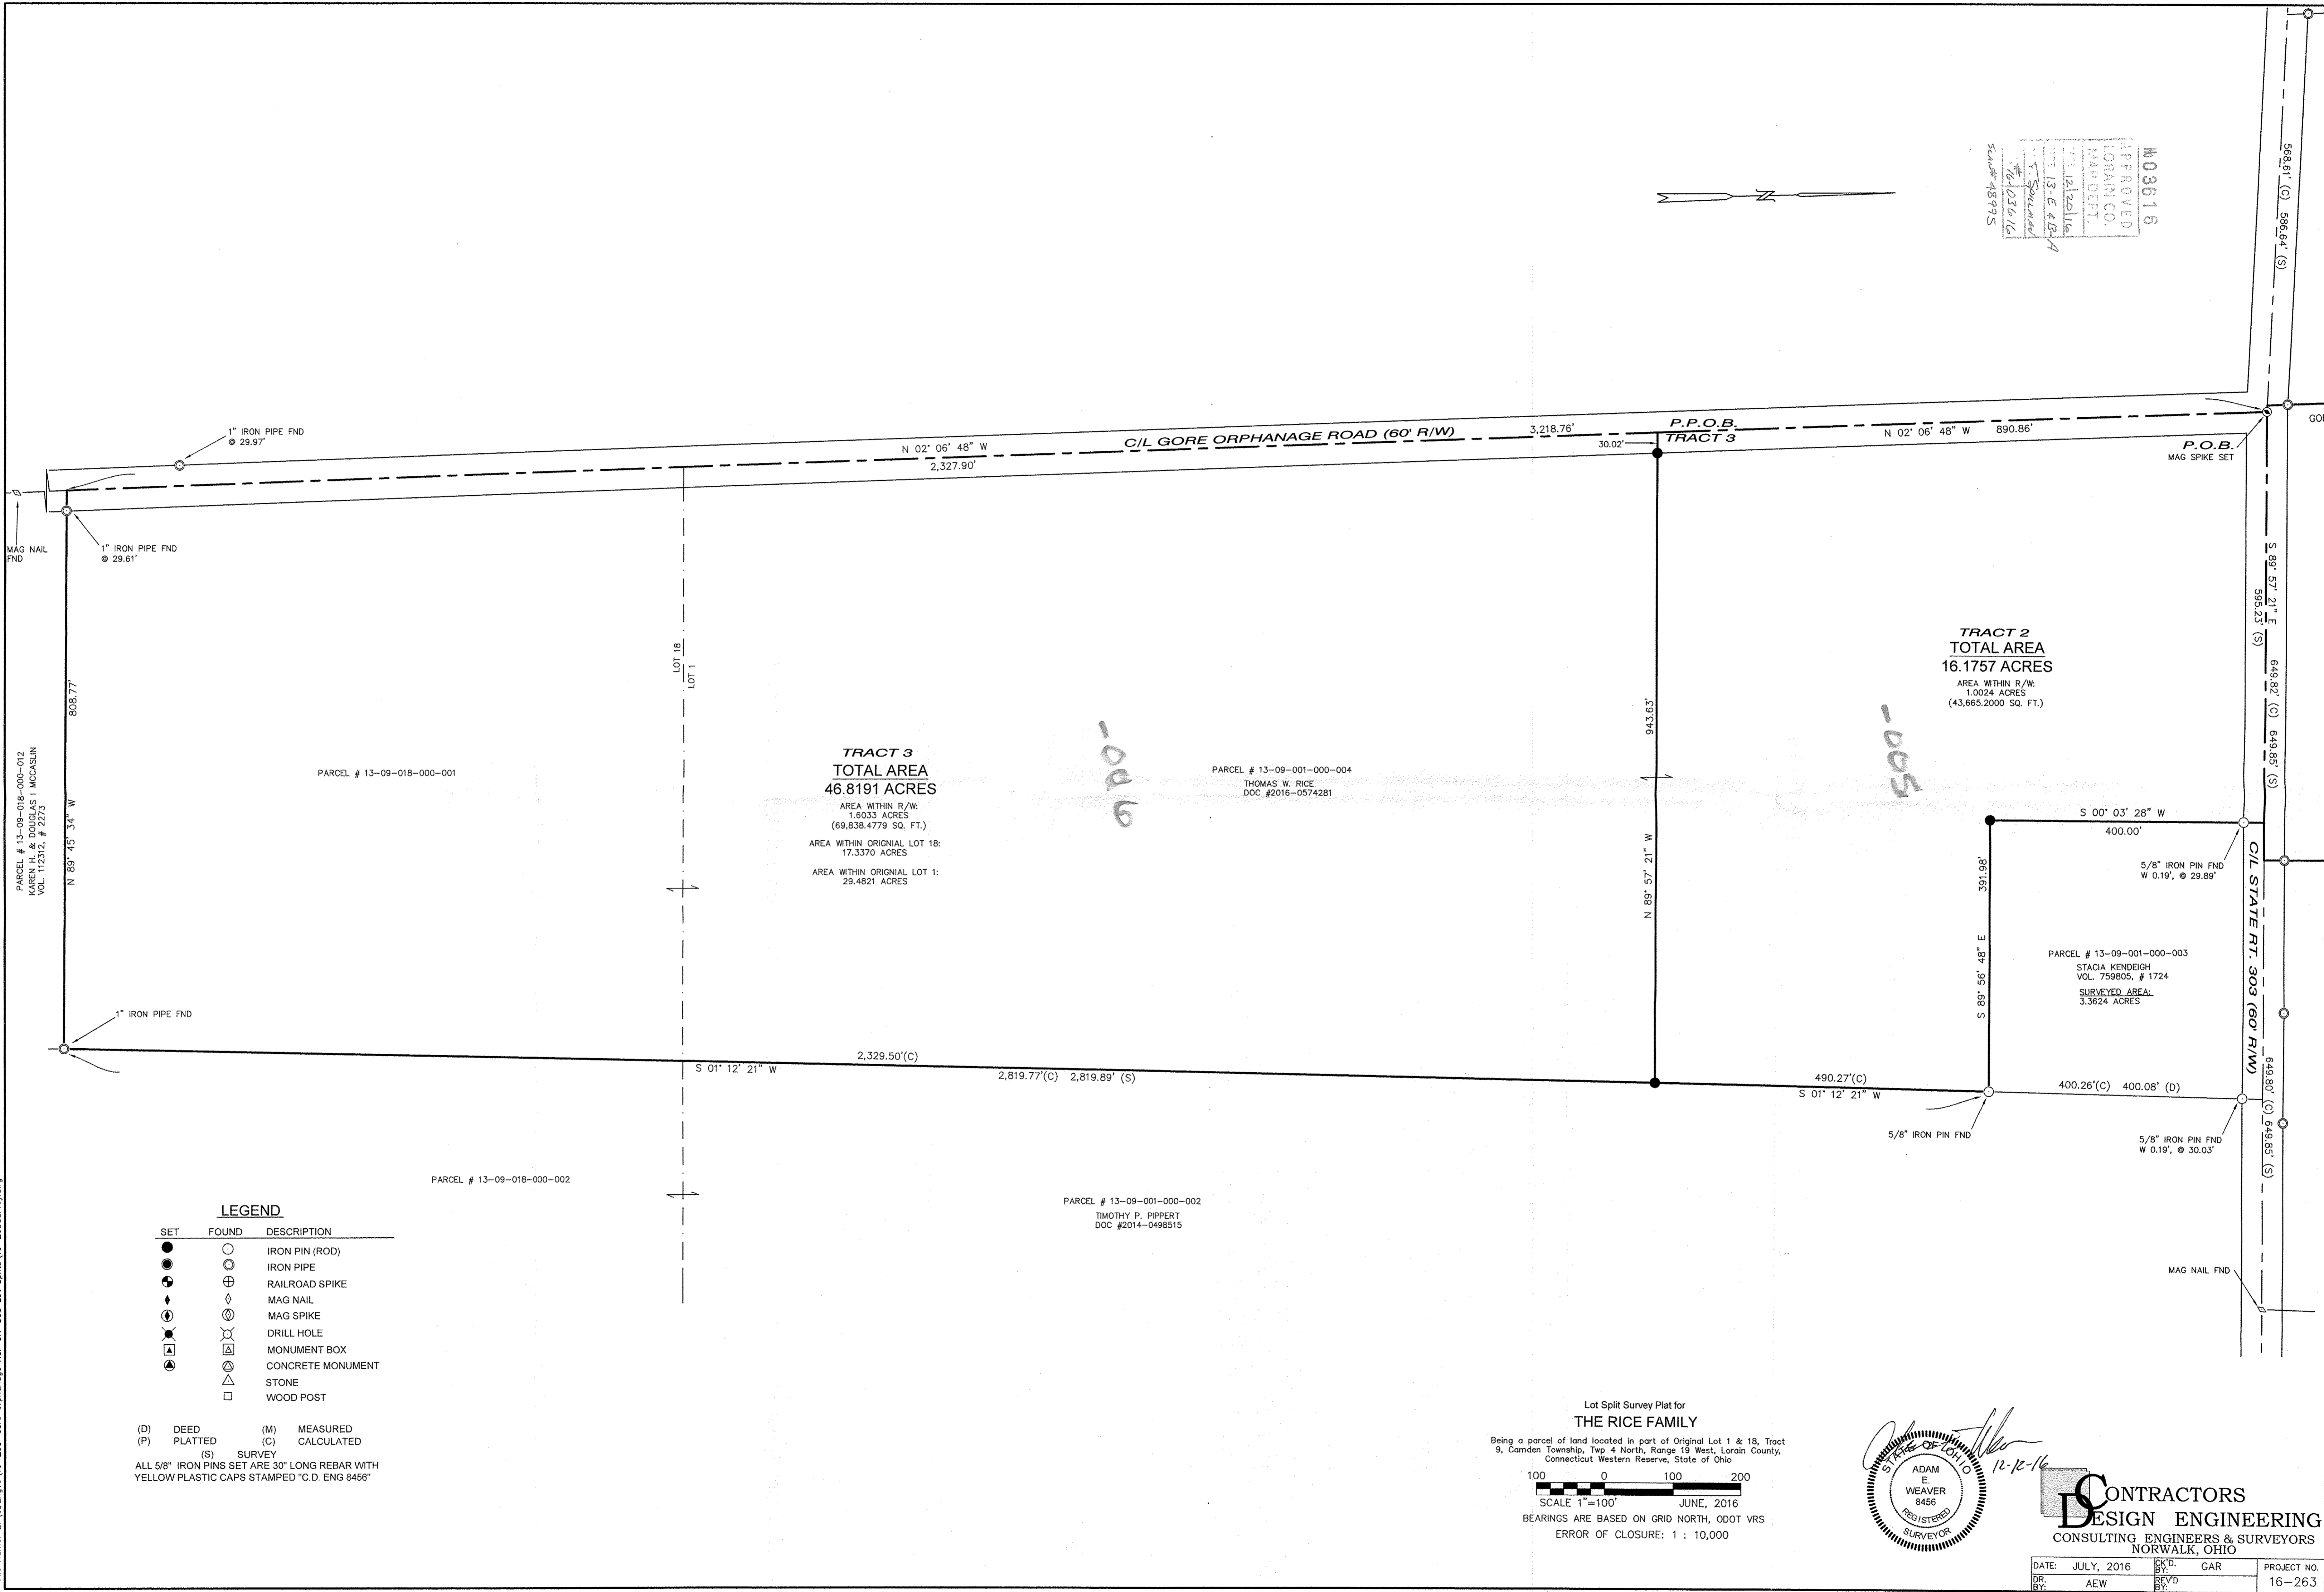 No 03616
APPROVED
LORAIN CO.
MAP DEPT.
12/20/16
13-E & 13-A
T. SPILLMAN
16-03616
SCAN# 48995
568.61' (C) 586.64' (S)
1" IRON PIPE FND
@ 29.97'
N 02° 06' 48" W
2,327.90'
C/L GORE ORPHANAGE ROAD (60' R/W)
3,218.76'
P.P.O.B.
TRACT 3
30.02'
N 02° 06' 48" W 890.86'
P.O.B.
MAG SPIKE SET
MAG NAIL
FND
1" IRON PIPE FND
@ 29.61'
S 89° 57' 21" E
595.23' (S)
649.82' (C) 649.85' (S)
LOT 18
LOT 1
TRACT 2
TOTAL AREA
16.1757 ACRES
AREA WITHIN R/W:
1.0024 ACRES
(43,665.2000 SQ. FT.)
808.77'
N 89° 45' 34" W
PARCEL # 13-09-018-000-012
KAREN H. & DOUGLAS I MCCASLIN
VOL. 112312, # 2273
PARCEL # 13-09-018-000-001
TRACT 3
TOTAL AREA
46.8191 ACRES
AREA WITHIN R/W:
1.6033 ACRES
(69,838.4779 SQ. FT.)
AREA WITHIN ORIGNIAL LOT 18:
17.3370 ACRES
AREA WITHIN ORIGNIAL LOT 1:
29.4821 ACRES
-006
PARCEL # 13-09-001-000-004
THOMAS W. RICE
DOC #2016-0574281
943.63'
N 89° 57' 21" W
-005
S 00° 03' 28" W
400.00'
5/8" IRON PIN FND
W 0.19', @ 29.89'
391.98'
S 89° 56' 48" E
PARCEL # 13-09-001-000-003
STACIA KENDEIGH
VOL. 759805, # 1724
SURVEYED AREA:
3.3624 ACRES
C/L STATE RT. 303 (60' R/W)
1" IRON PIPE FND
2,329.50'(C)
S 01° 12' 21" W
2,819.77'(C) 2,819.89' (S)
490.27'(C)
S 01° 12' 21" W
400.26'(C) 400.08' (D)
649.80' (C) 649.85' (S)
5/8" IRON PIN FND
5/8" IRON PIN FND
W 0.19', @ 30.03'
PARCEL # 13-09-018-000-002
PARCEL # 13-09-001-000-002
TIMOTHY P. PIPPERT
DOC #2014-0498515
MAG NAIL FND
LEGEND
SET FOUND DESCRIPTION
IRON PIN (ROD)
IRON PIPE
RAILROAD SPIKE
MAG NAIL
MAG SPIKE
DRILL HOLE
MONUMENT BOX
CONCRETE MONUMENT
STONE
WOOD POST
(D) DEED (M) MEASURED
(P) PLATTED (C) CALCULATED
(S) SURVEY
ALL 5/8" IRON PINS SET ARE 30" LONG REBAR WITH
YELLOW PLASTIC CAPS STAMPED "C.D. ENG 8456"
Lot Split Survey Plat for
THE RICE FAMILY
Being a parcel of land located in part of Original Lot 1 & 18, Tract
9, Camden Township, Twp 4 North, Range 19 West, Lorain County,
Connecticut Western Reserve, State of Ohio
100 0 100 200
SCALE 1"=100' JUNE, 2016
BEARINGS ARE BASED ON GRID NORTH, ODOT VRS
ERROR OF CLOSURE: 1 : 10,000
STATE OF OHIO
ADAM
E.
WEAVER
8456
REGISTERED
SURVEYOR
12-12-16
CONTRACTORS
DESIGN ENGINEERING
CONSULTING ENGINEERS & SURVEYORS
NORWALK, OHIO
DATE: JULY, 2016 CK'D. BY: GAR PROJECT NO.
DR. BY: AEW REV'D BY: 16-263